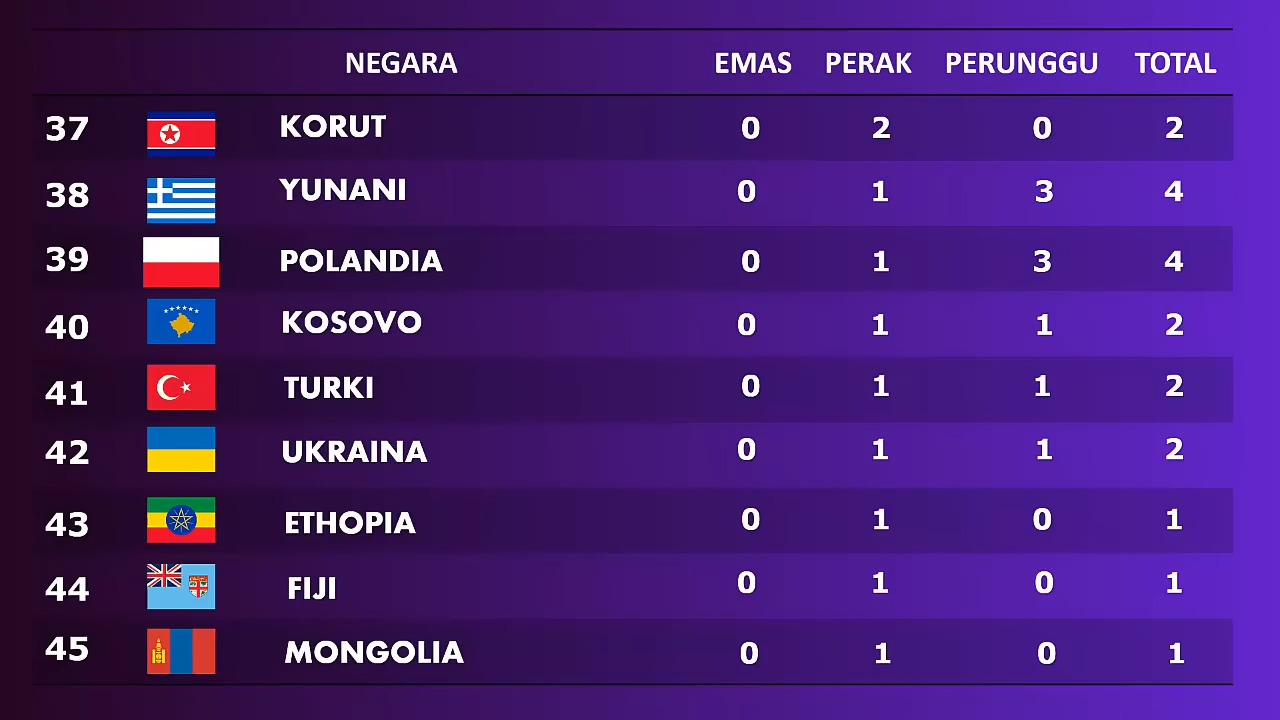 NEGARA EMAS PERAK PERUNGGU TOTAL
37 KORUT 0 2 0 2
38 YUNANI 0 1 3 4
39 POLANDIA 0 1 3 4
40 KOSOVO 0 1 1 2
41 TURKI 0 1 1 2
42 UKRAINA 0 1 1 2
43 ETHOPIA 0 1 0 1
44 FIJI 0 1 0 1
45 MONGOLIA 0 1 0 1